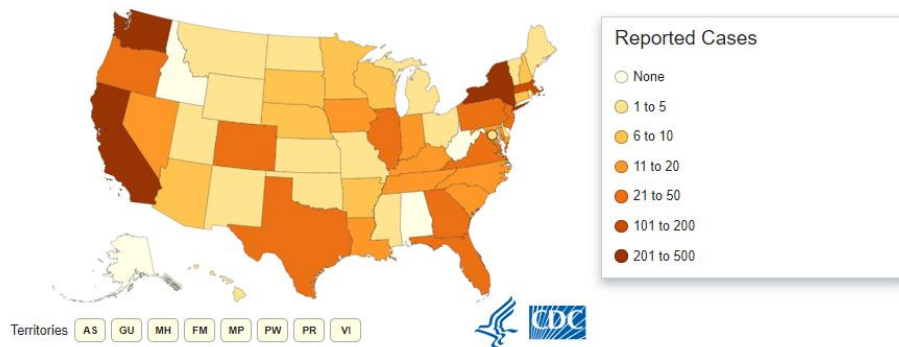 Reported Cases
None
1 to 5
6 to 10
11 to 20
21 to 50
101 to 200
201 to 500
Territories AS GU MH FM MP PW PR VI
CDC